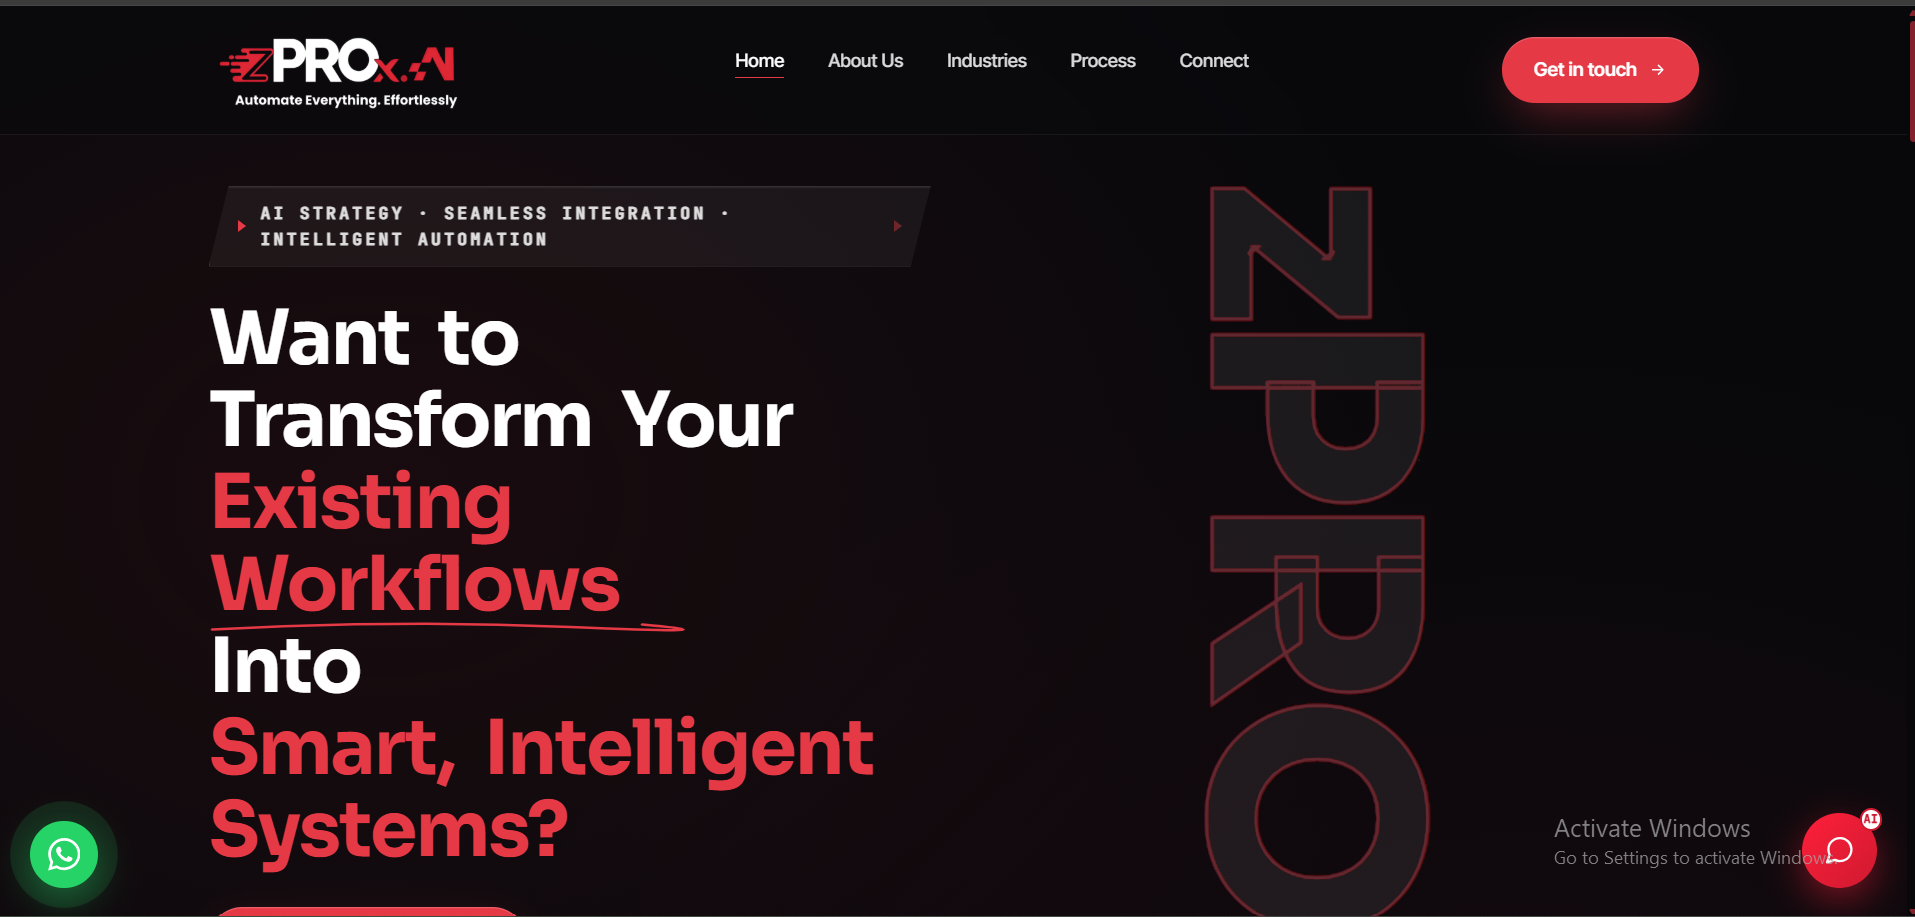 ZPROx.AI
Automate Everything. Effortlessly
Home
About Us
Industries
Process
Connect
Get in touch →
AI STRATEGY · SEAMLESS INTEGRATION ·
INTELLIGENT AUTOMATION
Want to
Transform Your
Existing
Workflows
Into
Smart, Intelligent
Systems?
ZPRO
Activate Windows
Go to Settings to activate Windows.
AI